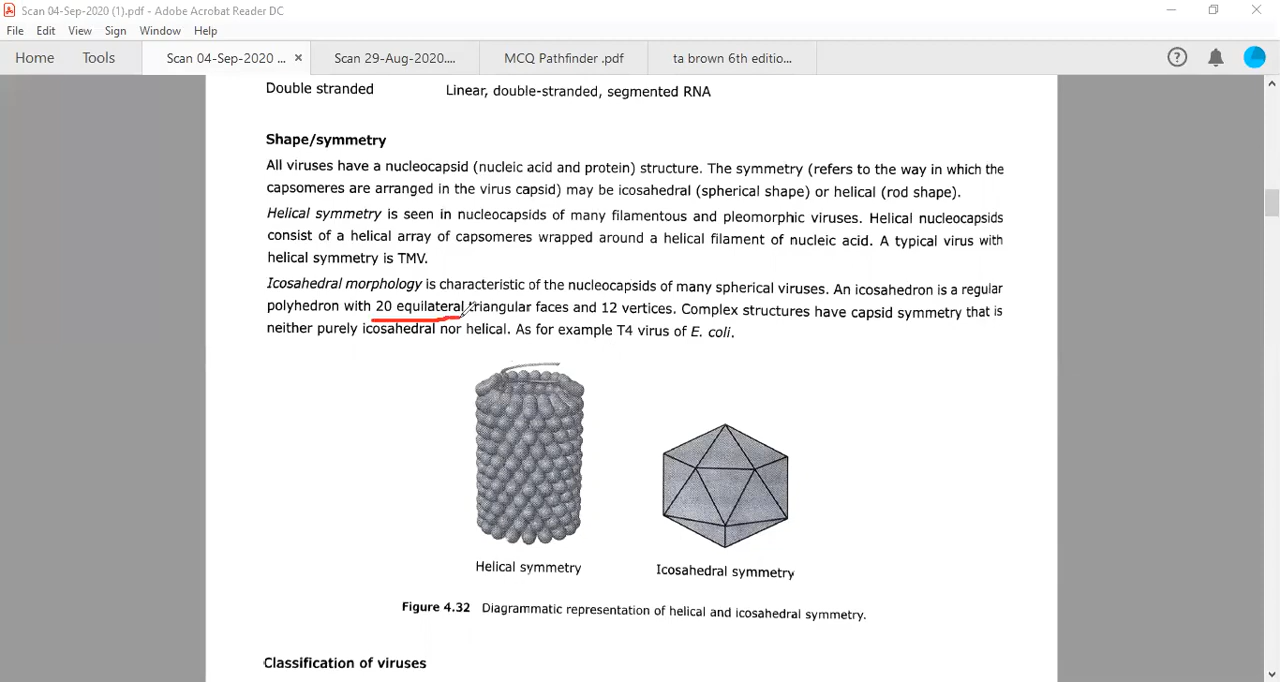 Scan 04-Sep-2020 (1).pdf - Adobe Acrobat Reader DC
File Edit View Sign Window Help
Home Tools Scan 04-Sep-2020 ... × Scan 29-Aug-2020.... MCQ Pathfinder .pdf ta brown 6th editio...
Double stranded Linear, double-stranded, segmented RNA
Shape/symmetry
All viruses have a nucleocapsid (nucleic acid and protein) structure. The symmetry (refers to the way in which the
capsomeres are arranged in the virus capsid) may be icosahedral (spherical shape) or helical (rod shape).
Helical symmetry is seen in nucleocapsids of many filamentous and pleomorphic viruses. Helical nucleocapsids
consist of a helical array of capsomeres wrapped around a helical filament of nucleic acid. A typical virus with
helical symmetry is TMV.
Icosahedral morphology is characteristic of the nucleocapsids of many spherical viruses. An icosahedron is a regular
polyhedron with 20 equilateral triangular faces and 12 vertices. Complex structures have capsid symmetry that is
neither purely icosahedral nor helical. As for example T4 virus of E. coli.
Helical symmetry Icosahedral symmetry
Figure 4.32 Diagrammatic representation of helical and icosahedral symmetry.
Classification of viruses